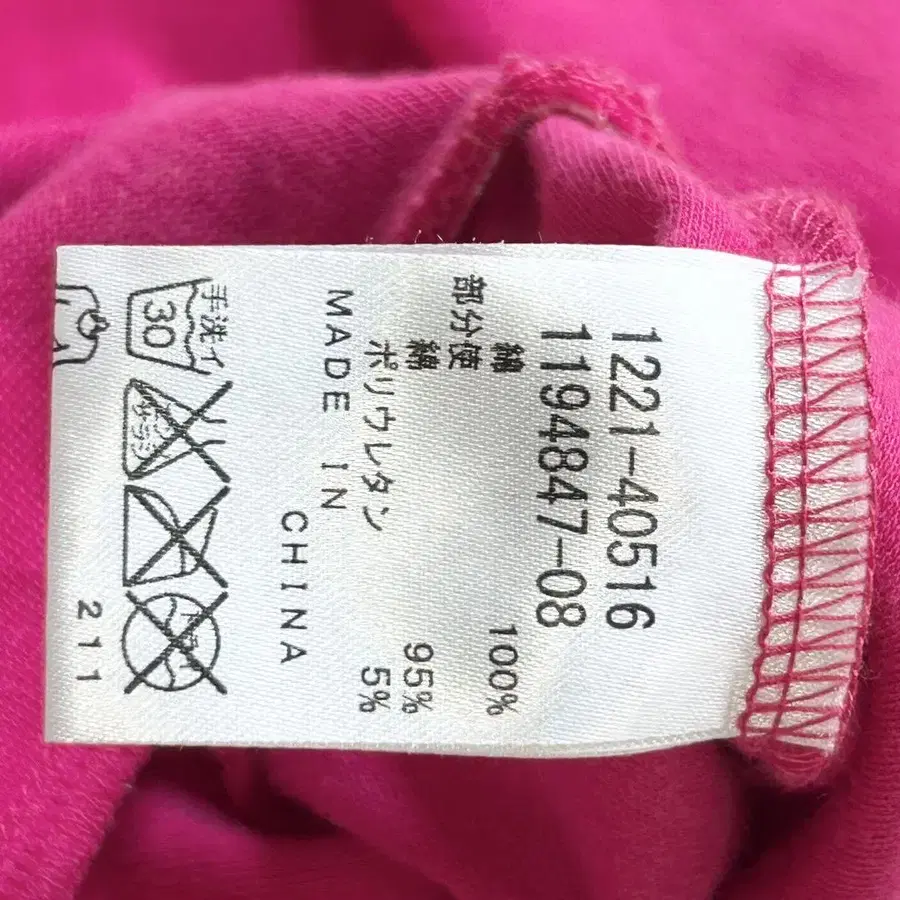 1221-40516
119484７-08
綿 100%
部分使
綿 95%
ポリウレタン 5%
MADE IN
CHINA
手洗イ
30
211